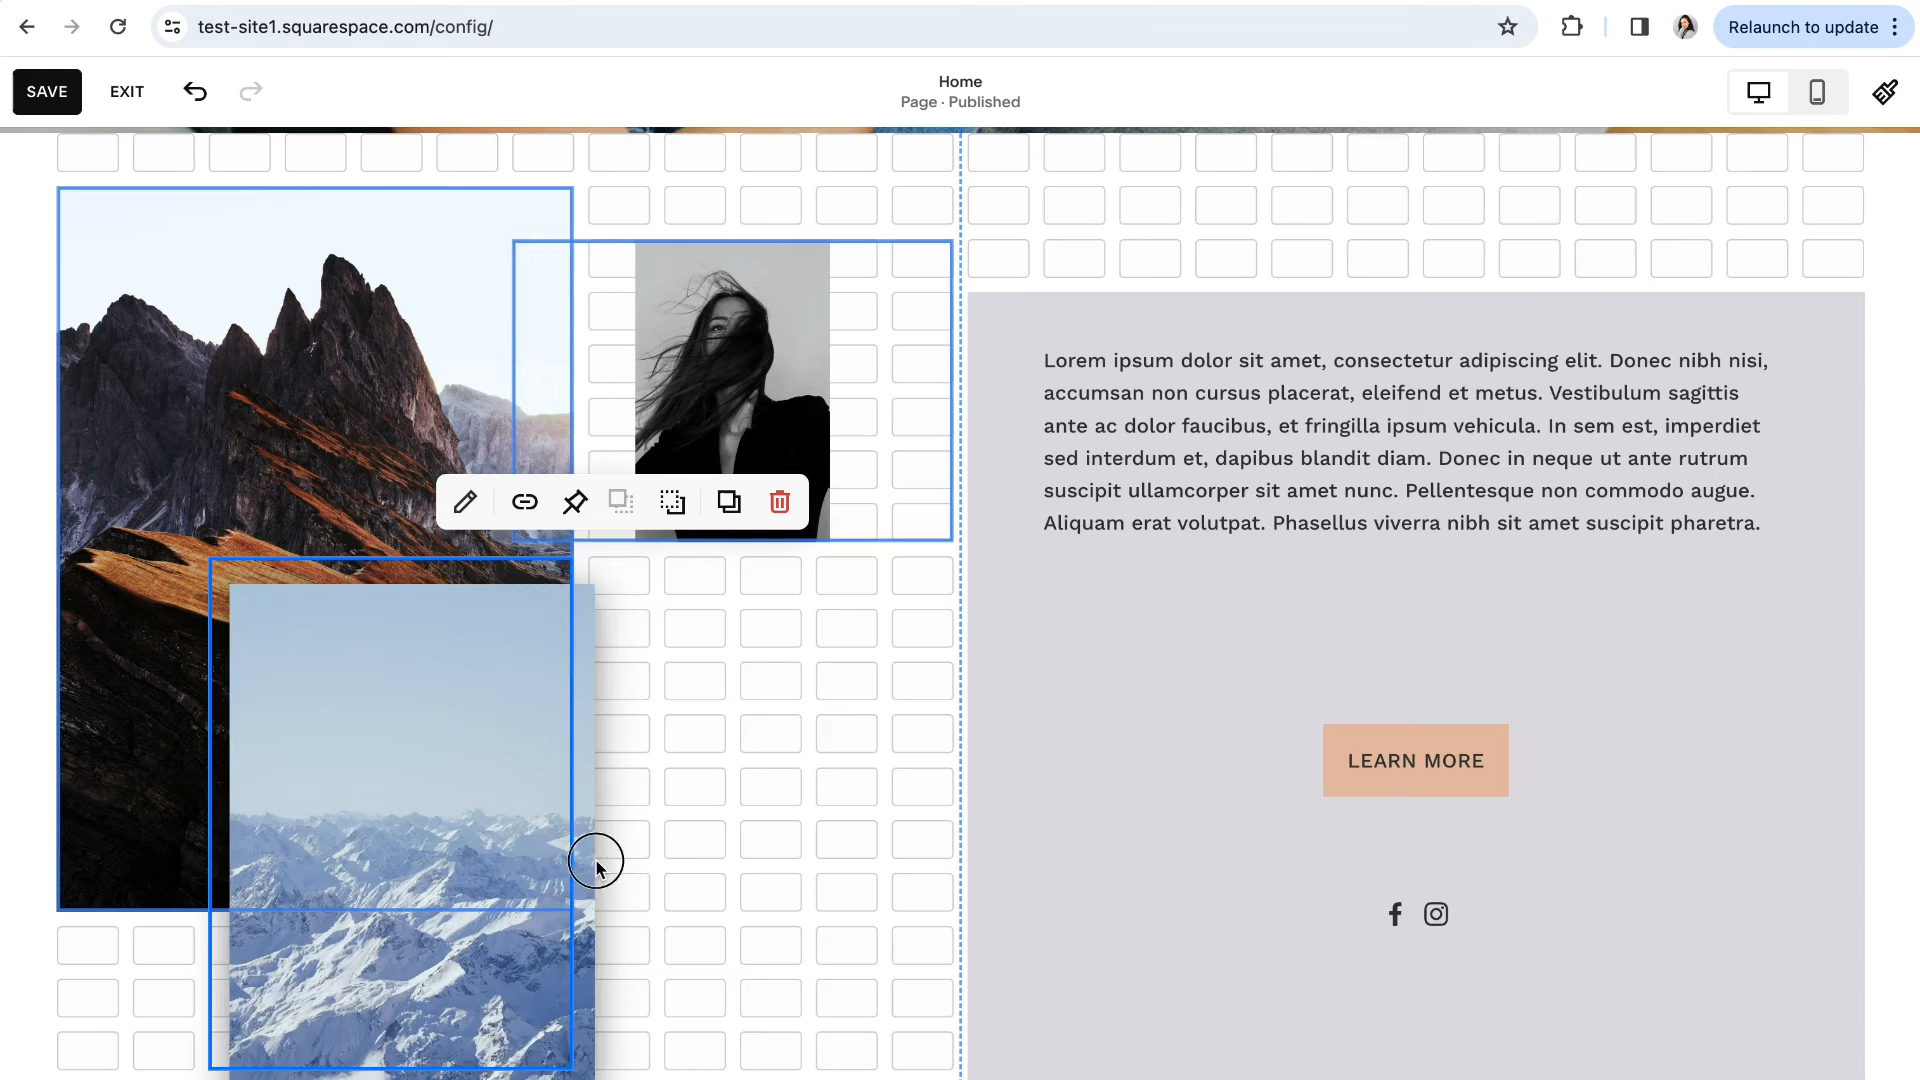 test-site1.squarespace.com/config/
Relaunch to update
SAVE
EXIT
Home
Page · Published
Lorem ipsum dolor sit amet, consectetur adipiscing elit. Donec nibh nisi,
accumsan non cursus placerat, eleifend et metus. Vestibulum sagittis
ante ac dolor faucibus, et fringilla ipsum vehicula. In sem est, imperdiet
sed interdum et, dapibus blandit diam. Donec in neque ut ante rutrum
suscipit ullamcorper sit amet nunc. Pellentesque non commodo augue.
Aliquam erat volutpat. Phasellus viverra nibh sit amet suscipit pharetra.
LEARN MORE